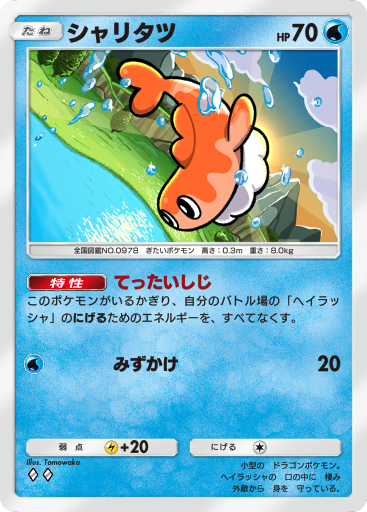 たね シャリタツ HP70
全国図鑑NO.0978 ぎたいポケモン 高さ:0.3m 重さ:8.0kg
特性 てったいしじ
このポケモンがいるかぎり、自分のバトル場の「ヘイラッ
シャ」のにげるためのエネルギーを、すべてなくす。
みずかけ 20
弱点 +20 にげる
Illus. Tomowaka
小型の ドラゴンポケモン。
ヘイラッシャの 口の中に 棲み
外敵から 身を 守っている。